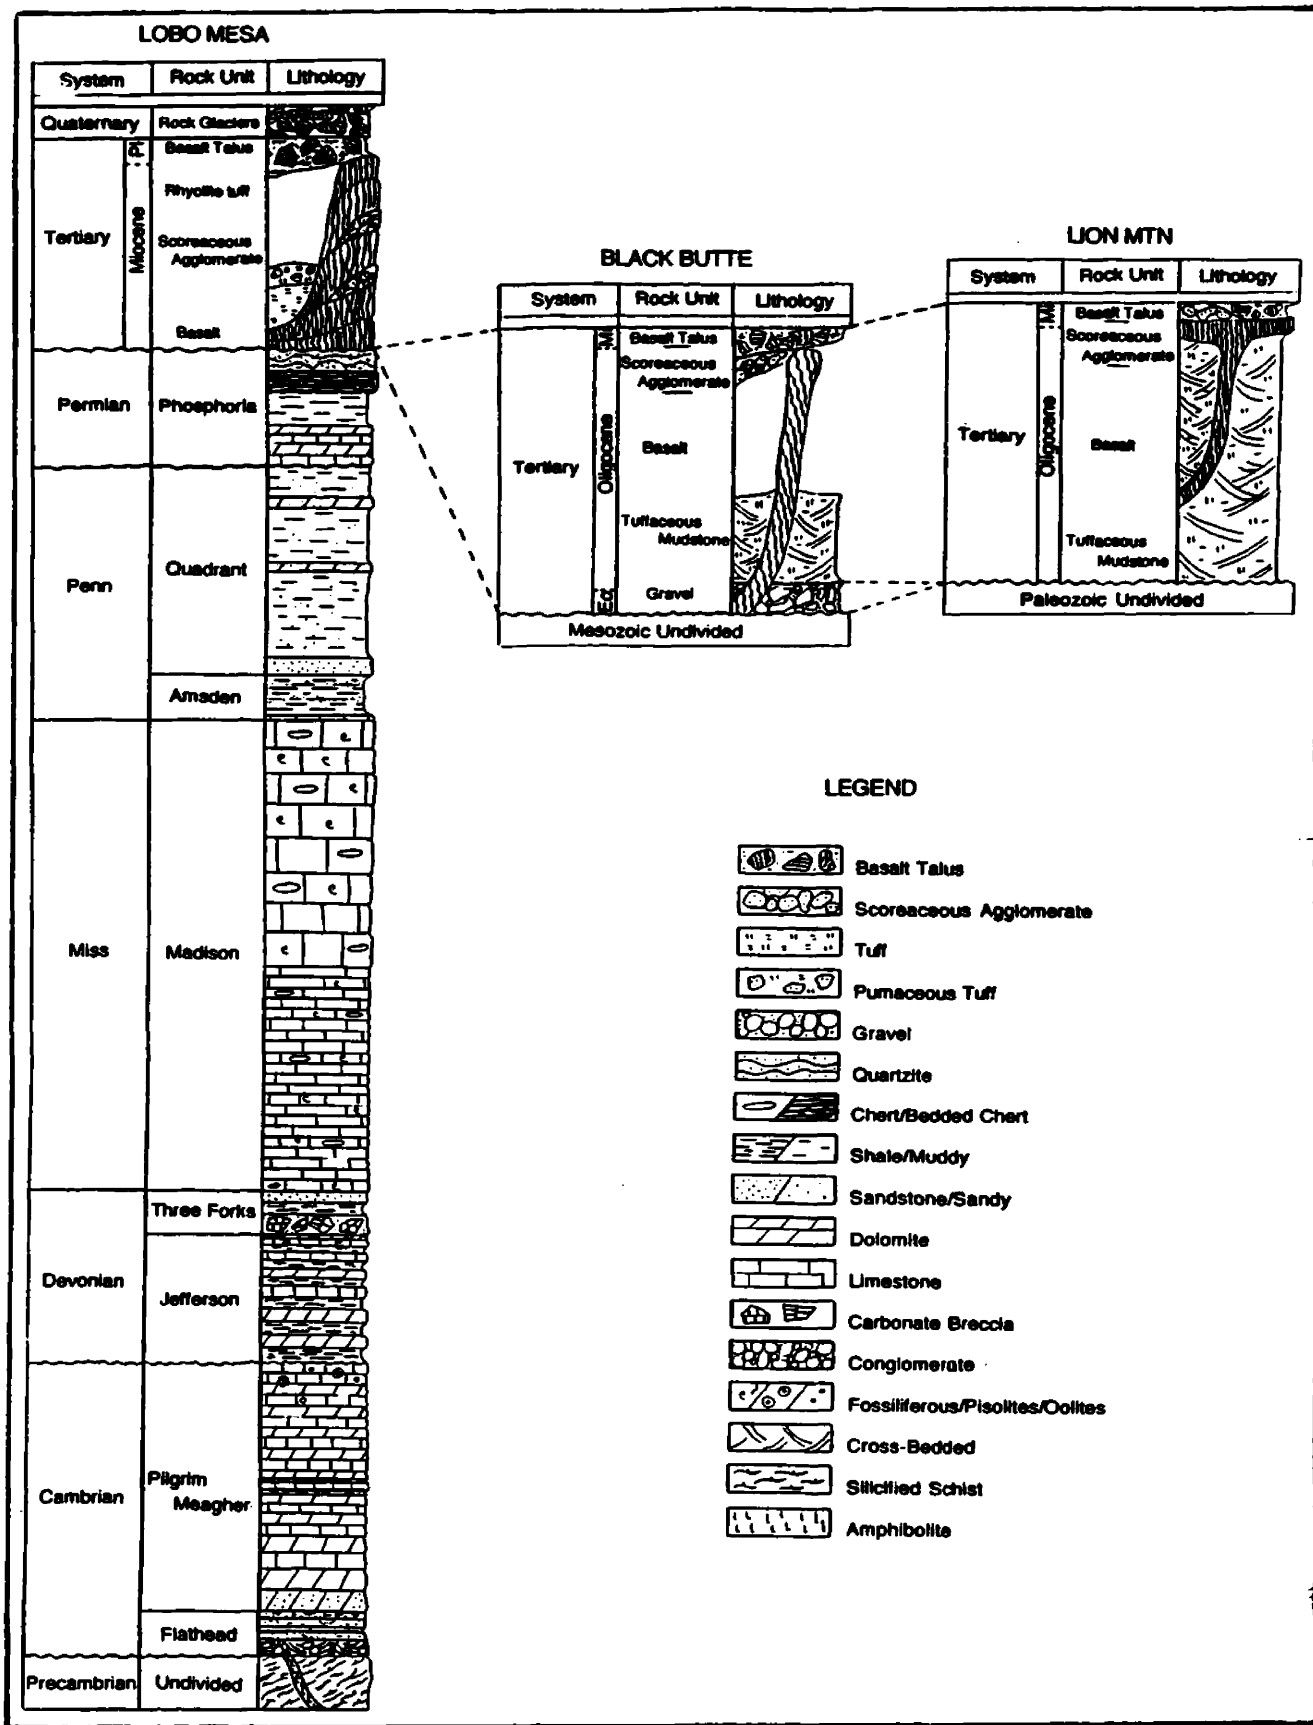 LOBO MESA
System Rock Unit Lithology
Quaternary Rock Glaciers
Tertiary
Pl
Miocene
Basalt Talus
Rhyolite tuff
Scoreaceous
Agglomerate
Basalt
Permian Phosphoria
Penn
Quadrant
Amsden
Miss Madison
Devonian
Three Forks
Jefferson
Cambrian
Pilgrim
Meagher
Flathead
Precambrian Undivided
BLACK BUTTE
System Rock Unit Lithology
Tertiary
Mi
Oligocene
Eo
Basalt Talus
Scoreaceous
Agglomerate
Basalt
Tuffaceous
Mudstone
Gravel
Mesozoic Undivided
LION MTN
System Rock Unit Lithology
Tertiary
Mi
Oligocene
Basalt Talus
Scoreaceous
Agglomerate
Basalt
Tuffaceous
Mudstone
Paleozoic Undivided
LEGEND
Basalt Talus
Scoreaceous Agglomerate
Tuff
Pumaceous Tuff
Gravel
Quartzite
Chert/Bedded Chert
Shale/Muddy
Sandstone/Sandy
Dolomite
Limestone
Carbonate Breccia
Conglomerate
Fossiliferous/Pisolites/Oolites
Cross-Bedded
Silicified Schist
Amphibolite